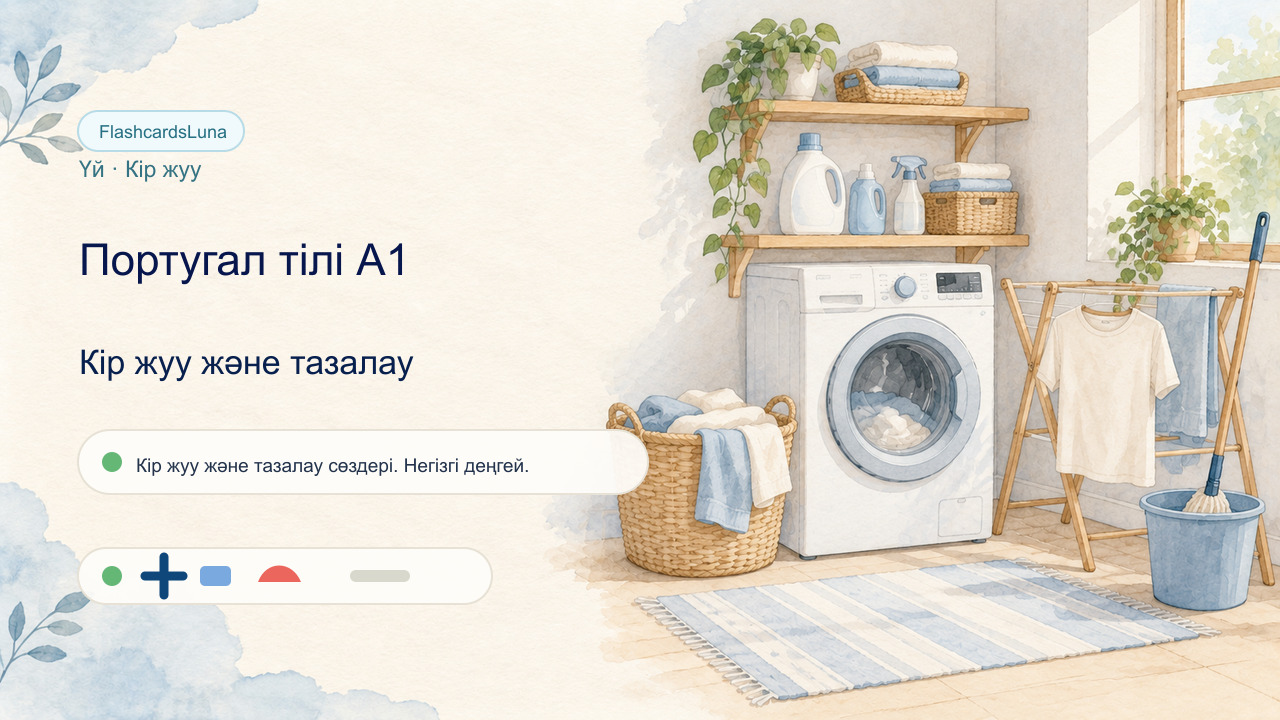 FlashcardsLuna
Үй · Кір жуу
Португал тілі A1
Кір жуу және тазалау
Кір жуу және тазалау сөздері. Негізгі деңгей.